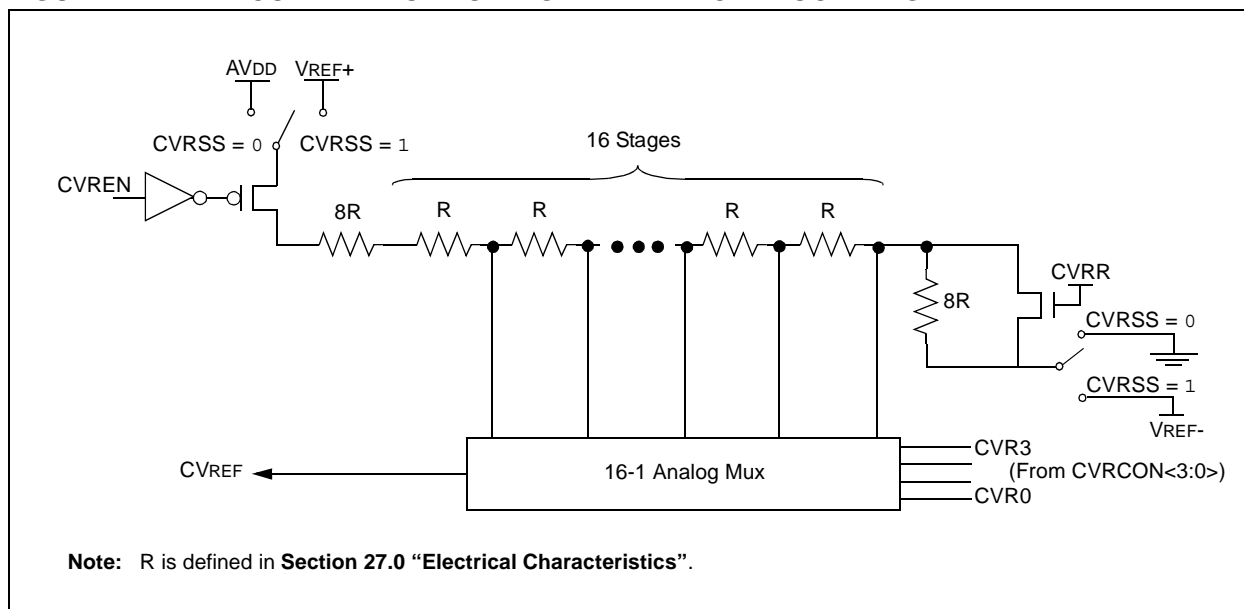 AVDD VREF+
CVRSS = 0 CVRSS = 1
16 Stages
CVREN
8R R R R R
CVRR
8R
CVRSS = 0
CVRSS = 1
VREF-
CVR3
CVREF 16-1 Analog Mux (From CVRCON<3:0>)
CVR0
Note: R is defined in Section 27.0 “Electrical Characteristics”.